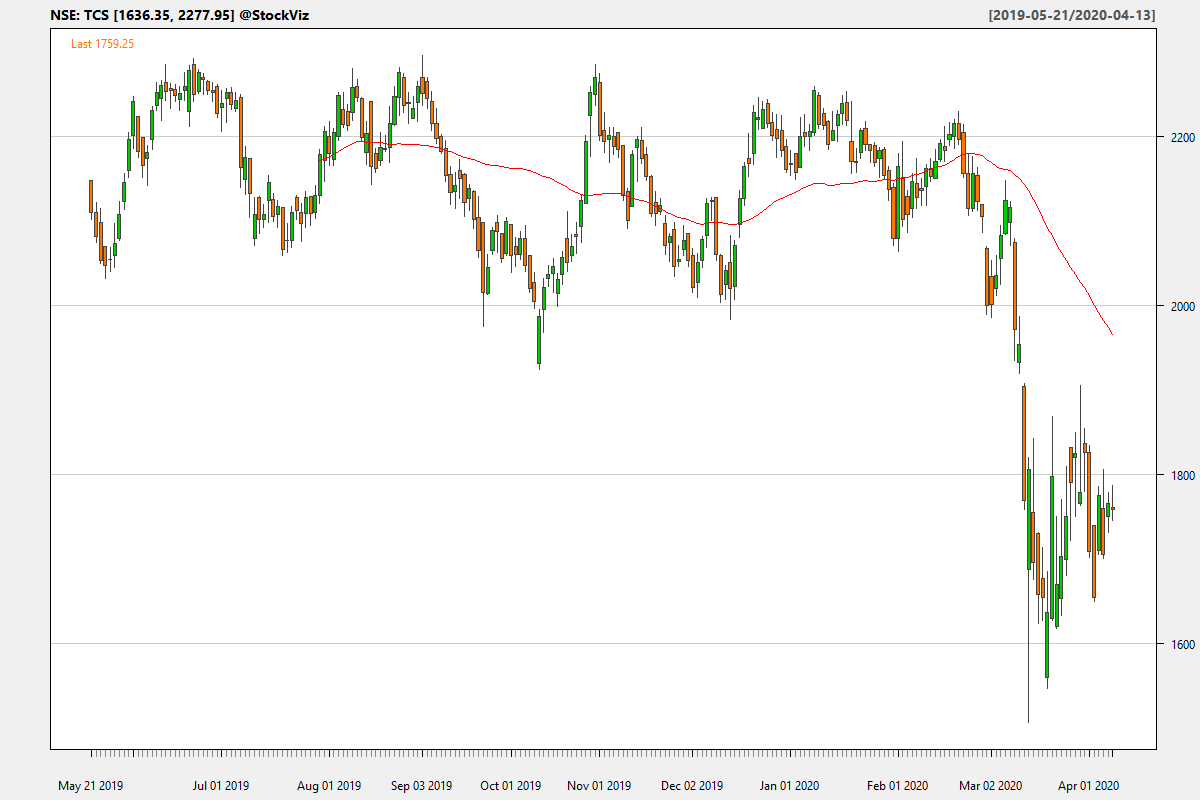 NSE: TCS [1636.35, 2277.95] @StockViz [2019-05-21/2020-04-13]
Last 1759.25
2200
2000
1800
1600
May 21 2019 Jul 01 2019 Aug 01 2019 Sep 03 2019 Oct 01 2019 Nov 01 2019 Dec 02 2019 Jan 01 2020 Feb 01 2020 Mar 02 2020 Apr 01 2020